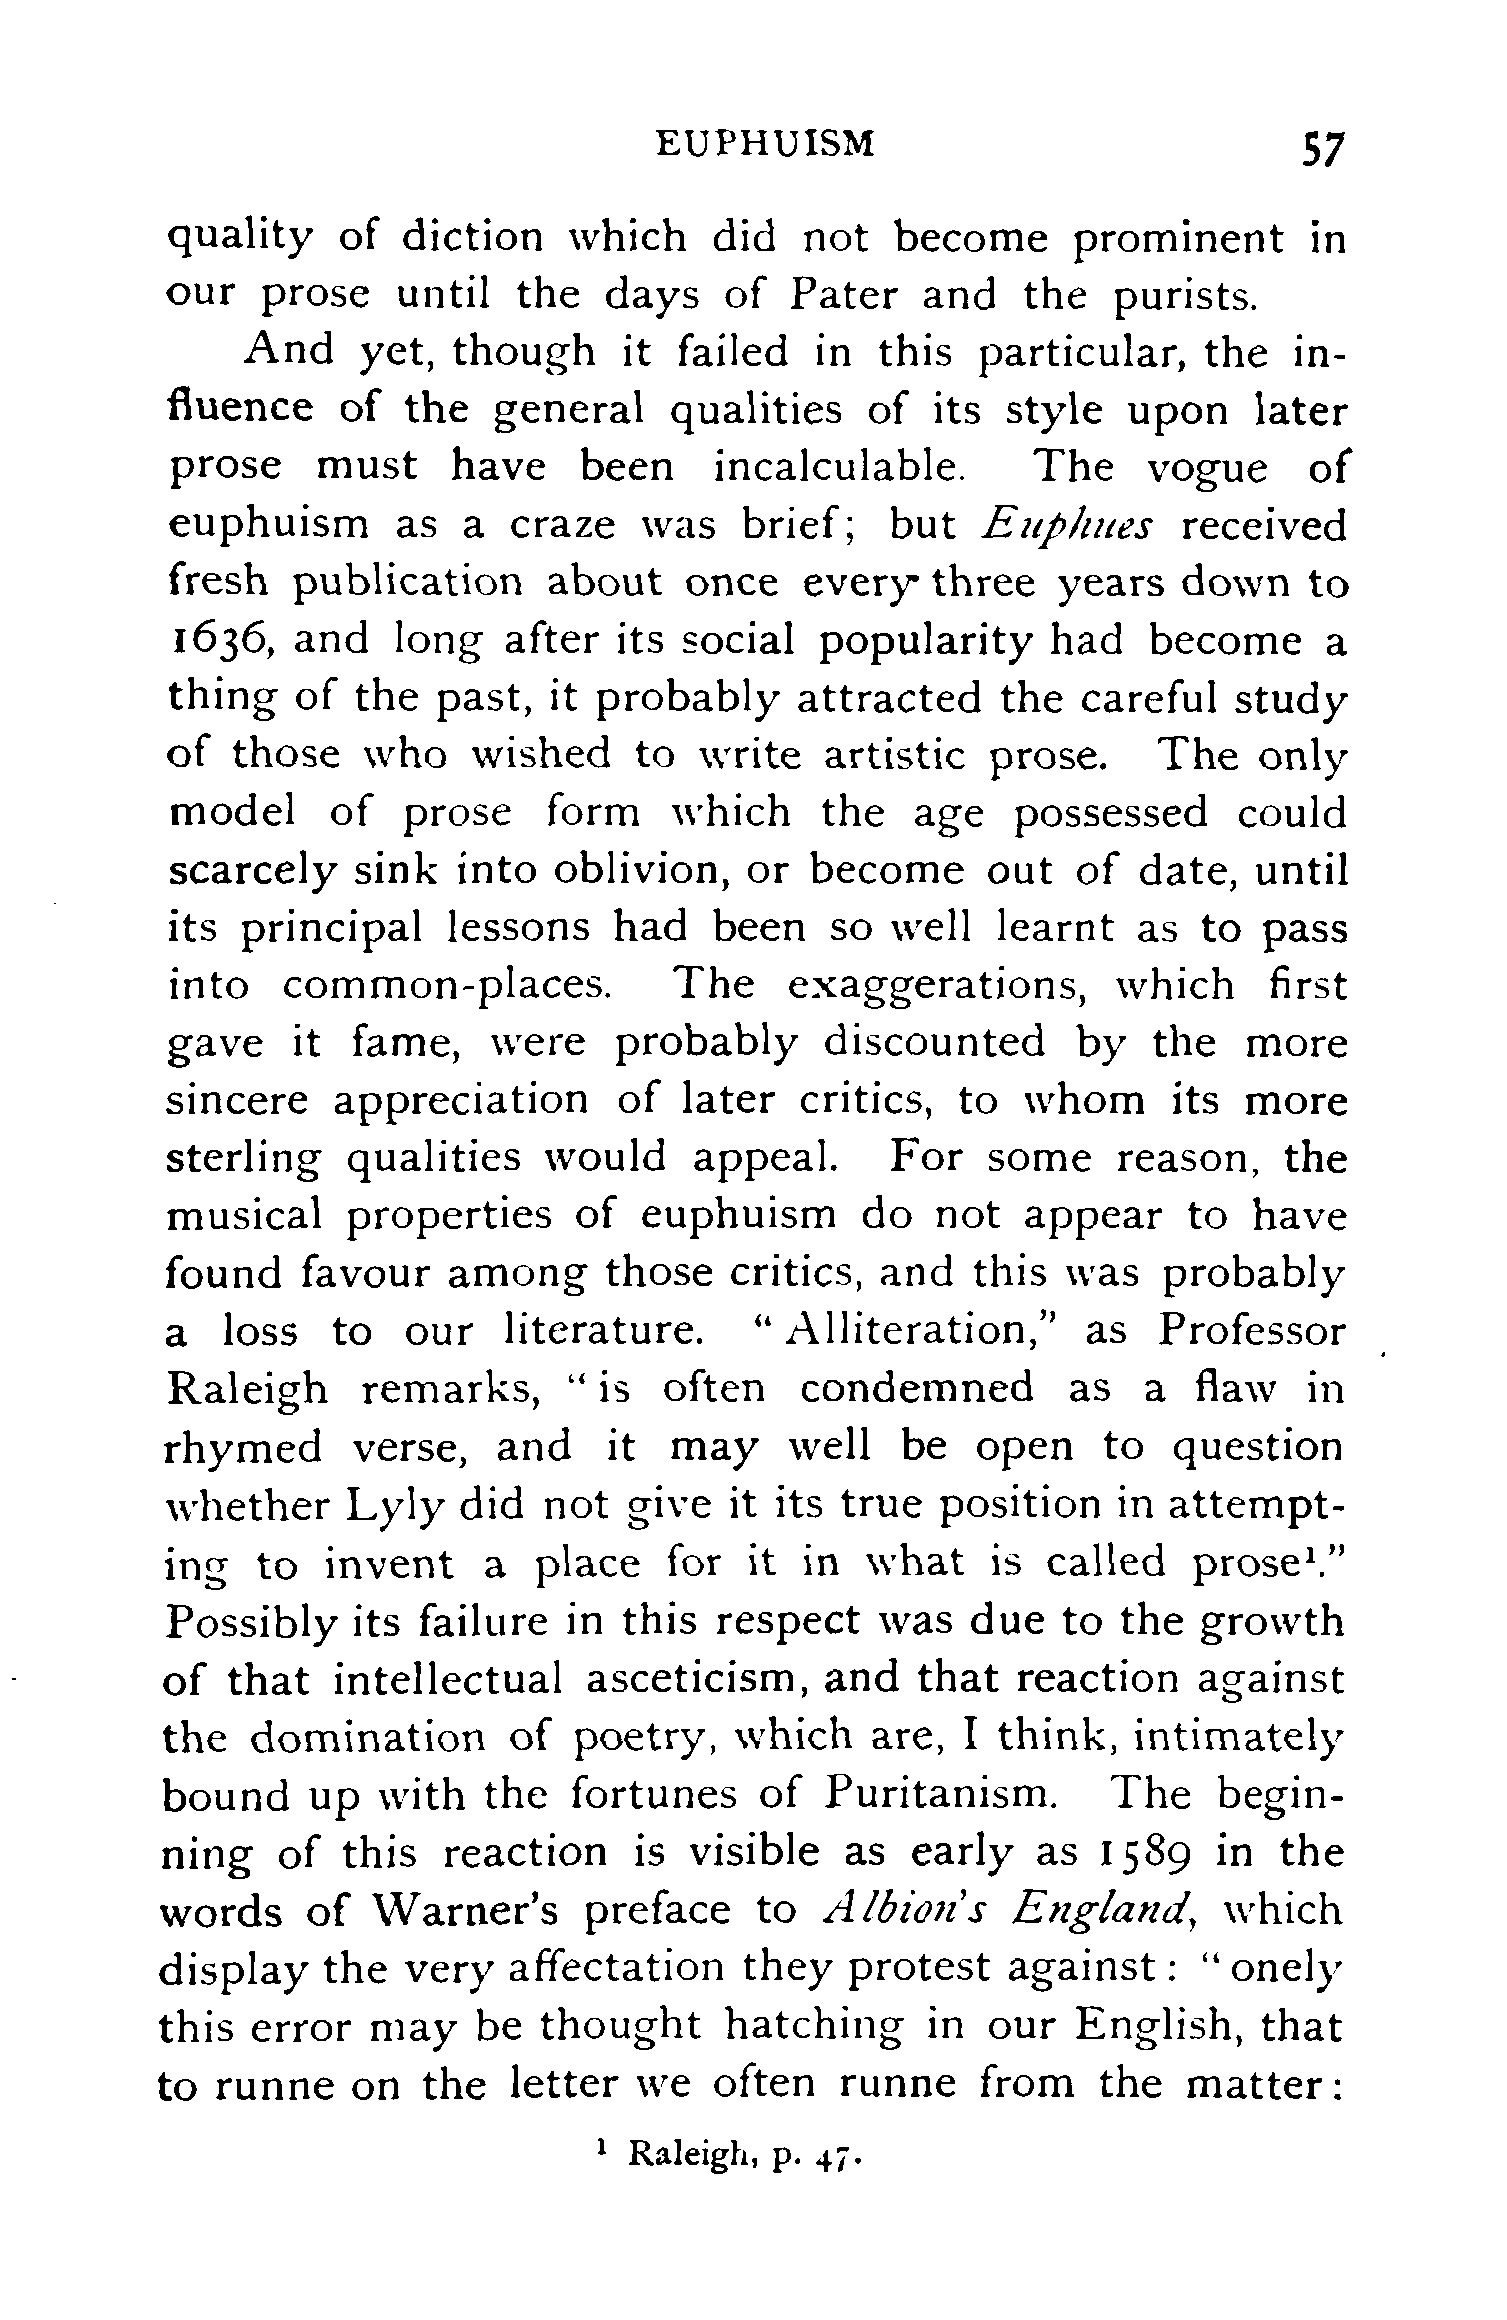 EUPHUISM 57
quality of diction which did not become prominent in
our prose until the days of Pater and the purists.
And yet, though it failed in this particular, the in-
fluence of the general qualities of its style upon later
prose must have been incalculable. The vogue of
euphuism as a craze was brief; but Euphues received
fresh publication about once every three years down to
1636, and long after its social popularity had become a
thing of the past, it probably attracted the careful study
of those who wished to write artistic prose. The only
model of prose form which the age possessed could
scarcely sink into oblivion, or become out of date, until
its principal lessons had been so well learnt as to pass
into common-places. The exaggerations, which first
gave it fame, were probably discounted by the more
sincere appreciation of later critics, to whom its more
sterling qualities would appeal. For some reason, the
musical properties of euphuism do not appear to have
found favour among those critics, and this was probably
a loss to our literature. "Alliteration," as Professor
Raleigh remarks, "is often condemned as a flaw in
rhymed verse, and it may well be open to question
whether Lyly did not give it its true position in attempt-
ing to invent a place for it in what is called prose¹."
Possibly its failure in this respect was due to the growth
of that intellectual asceticism, and that reaction against
the domination of poetry, which are, I think, intimately
bound up with the fortunes of Puritanism. The begin-
ning of this reaction is visible as early as 1589 in the
words of Warner's preface to Albion's England, which
display the very affectation they protest against: "onely
this error may be thought hatching in our English, that
to runne on the letter we often runne from the matter:
¹ Raleigh, p. 47.